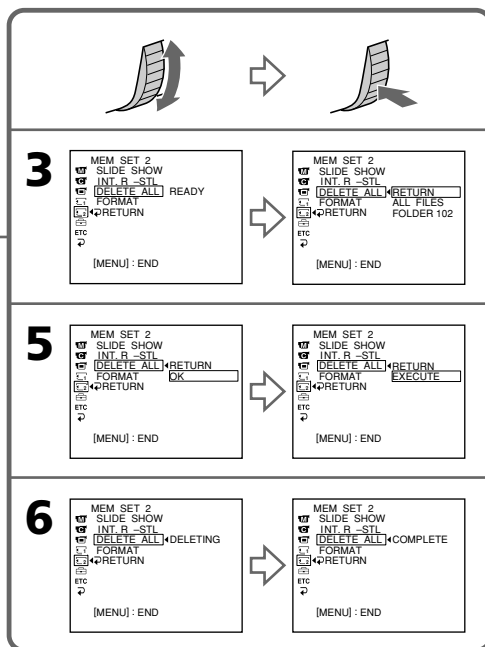 3
MEM SET 2
SLIDE SHOW
INT. R –STL
DELETE ALL READY
FORMAT
RETURN
ETC
[MENU] : END
MEM SET 2
SLIDE SHOW
INT. R –STL
DELETE ALL RETURN
FORMAT ALL FILES
RETURN FOLDER 102
ETC
[MENU] : END
5
MEM SET 2
SLIDE SHOW
INT. R –STL
DELETE ALL RETURN
FORMAT OK
RETURN
ETC
[MENU] : END
MEM SET 2
SLIDE SHOW
INT. R –STL
DELETE ALL RETURN
FORMAT EXECUTE
RETURN
ETC
[MENU] : END
6
MEM SET 2
SLIDE SHOW
INT. R –STL
DELETE ALL DELETING
FORMAT
RETURN
ETC
[MENU] : END
MEM SET 2
SLIDE SHOW
INT. R –STL
DELETE ALL COMPLETE
FORMAT
RETURN
ETC
[MENU] : END